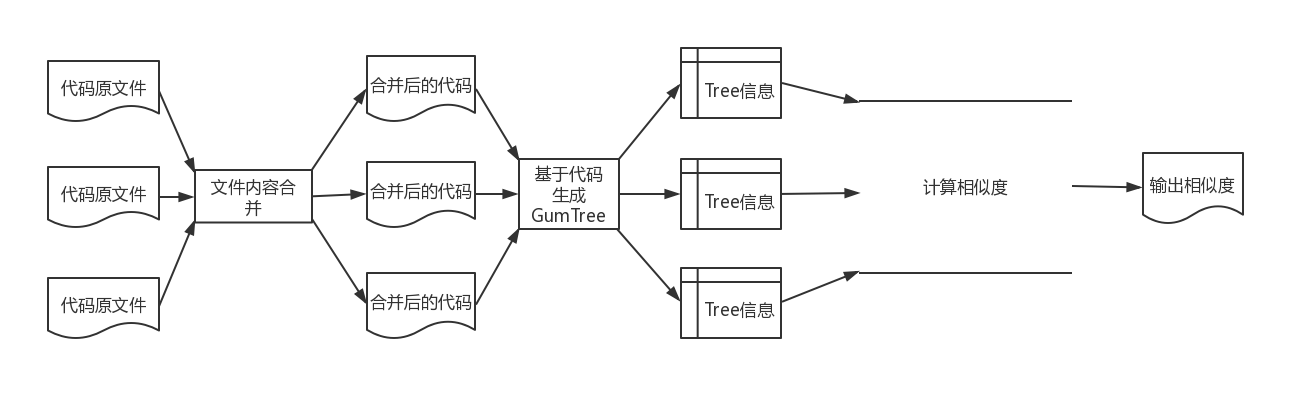 代码原文件
代码原文件
代码原文件
文件内容合
并
合并后的代码
合并后的代码
合并后的代码
基于代码
生成
GumTree
Tree信息
Tree信息
Tree信息
计算相似度
输出相似度